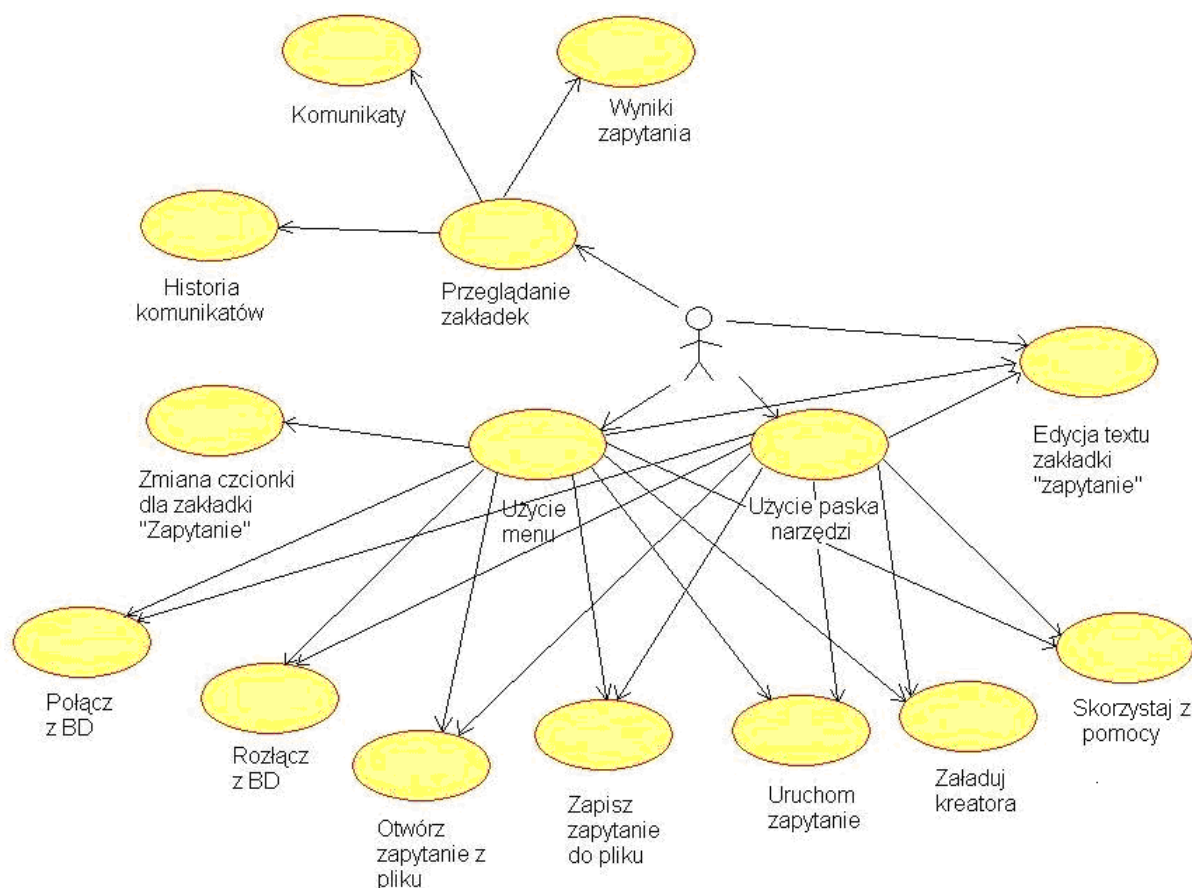 Komunikaty
Wyniki
zapytania
Historia
komunikatów
Przeglądanie
zakładek
Zmiana czcionki
dla zakładki
"Zapytanie"
Użycie
menu
Użycie paska
narzędzi
Edycja textu
zakładki
"zapytanie"
Połącz
z BD
Rozłącz
z BD
Otwórz
zapytanie z
pliku
Zapisz
zapytanie
do pliku
Uruchom
zapytanie
Załaduj
kreatora
Skorzystaj z
pomocy